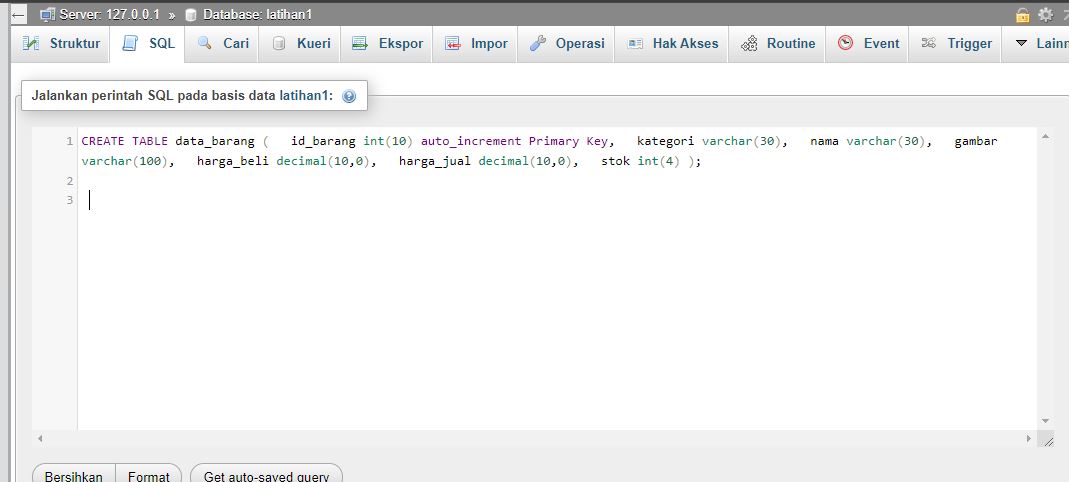 Server: 127.0.0.1 » Database: latihan1
Struktur SQL Cari Kueri Ekspor Impor Operasi Hak Akses Routine Event Trigger
Jalankan perintah SQL pada basis data latihan1:
1 CREATE TABLE data_barang ( id_barang int(10) auto_increment Primary Key, kategori varchar(30), nama varchar(30), gambar
varchar(100), harga_beli decimal(10,0), harga_jual decimal(10,0), stok int(4) );
2
3
Bersihkan Format Get auto-saved query